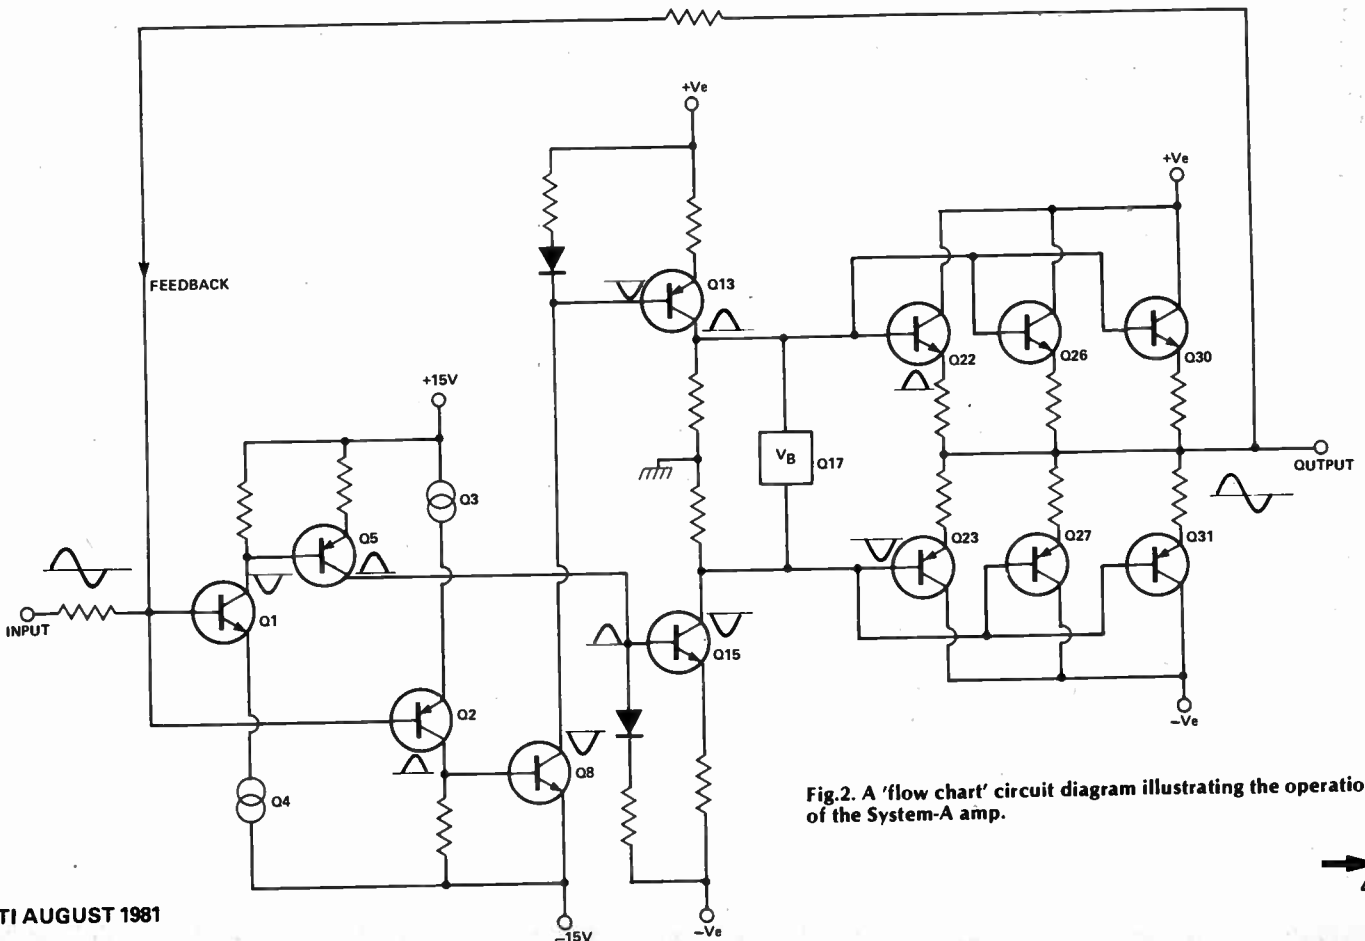 +Ve
+Ve
FEEDBACK
Q13
Q22
Q26
Q30
+15V
VB
Q17
OUTPUT
Q3
Q5
Q23
Q27
Q31
INPUT
Q1
Q15
Q2
-Ve
Q8
Q4
Fig.2. A 'flow chart' circuit diagram illustrating the operatio
of the System-A amp.
TI AUGUST 1981
-15V
-Ve